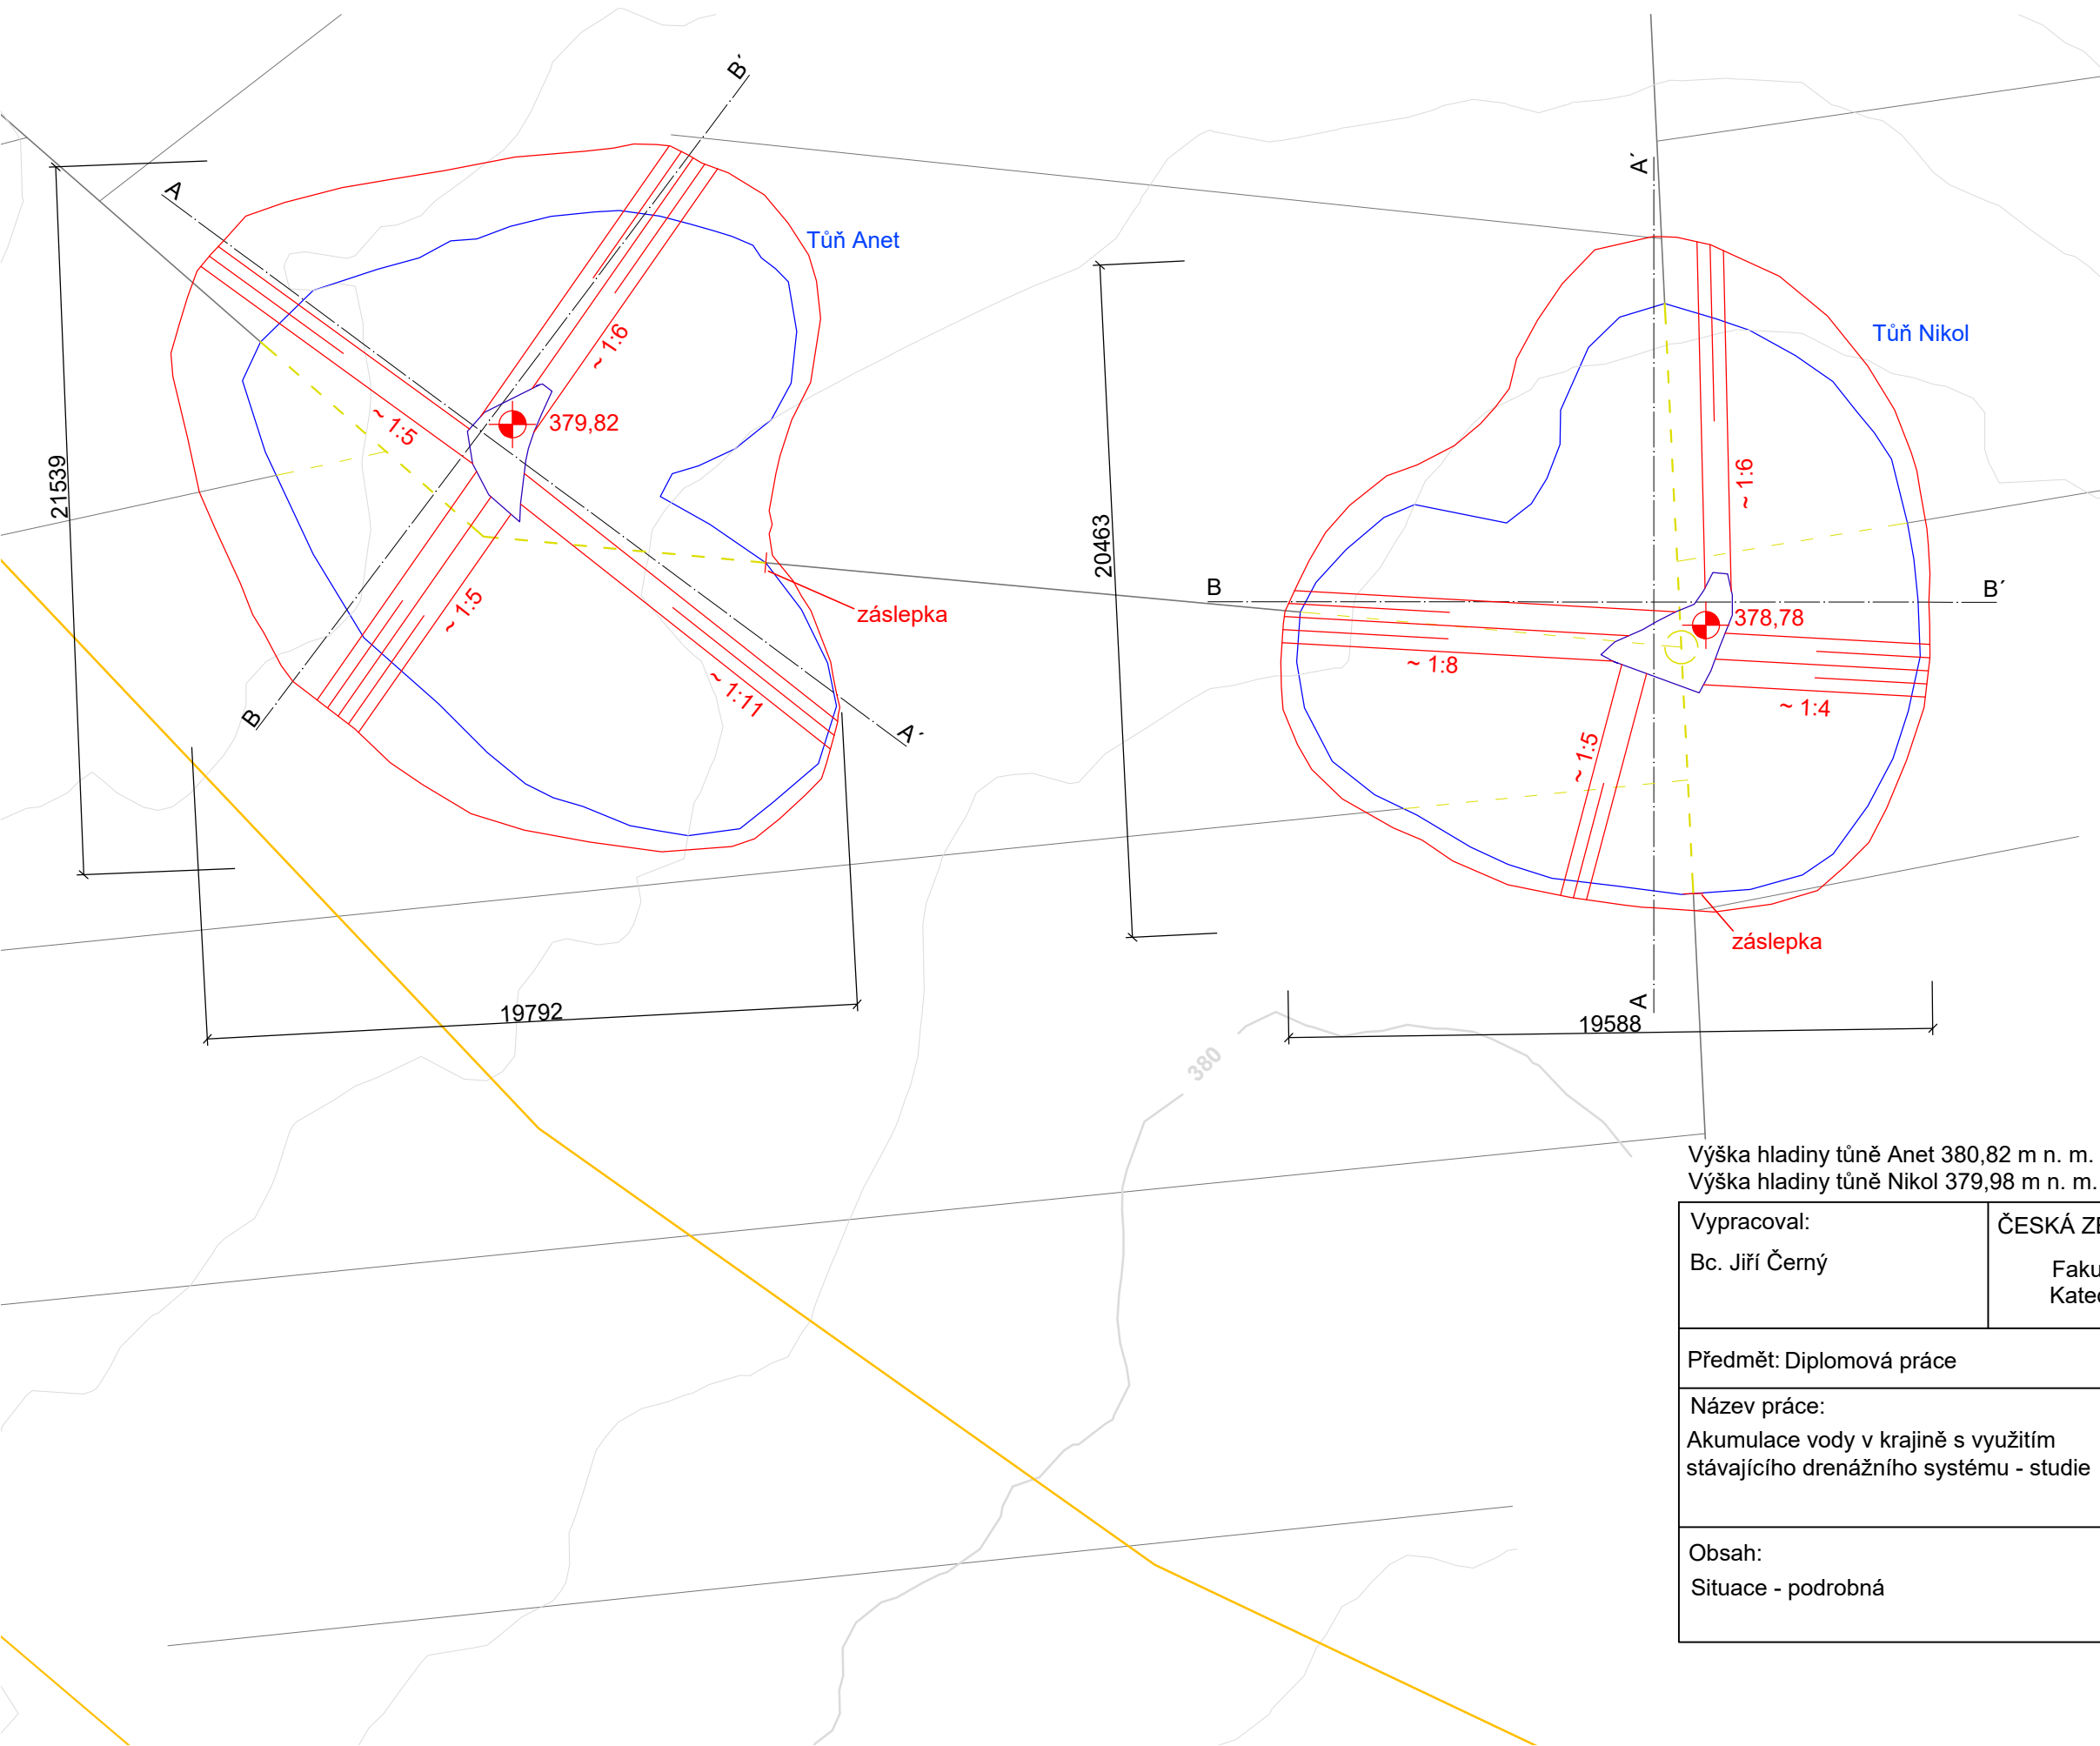 B´
A
Tůň Anet
~ 1:6
379,82
~ 1:5
21539
~ 1:5
záslepka
~ 1:11
B
A´
19792
A´
Tůň Nikol
~ 1:6
20463
B
B´
378,78
~ 1:8
~ 1:4
~ 1:5
záslepka
A
19588
380
Výška hladiny tůně Anet 380,82 m n. m.
Výška hladiny tůně Nikol 379,98 m n. m.
Vypracoval:
Bc. Jiří Černý
ČESKÁ
Předmět: Diplomová práce
Název práce:
Akumulace vody v krajině s využitím
stávajícího drenážního systému - studie
Obsah:
Situace - podrobná